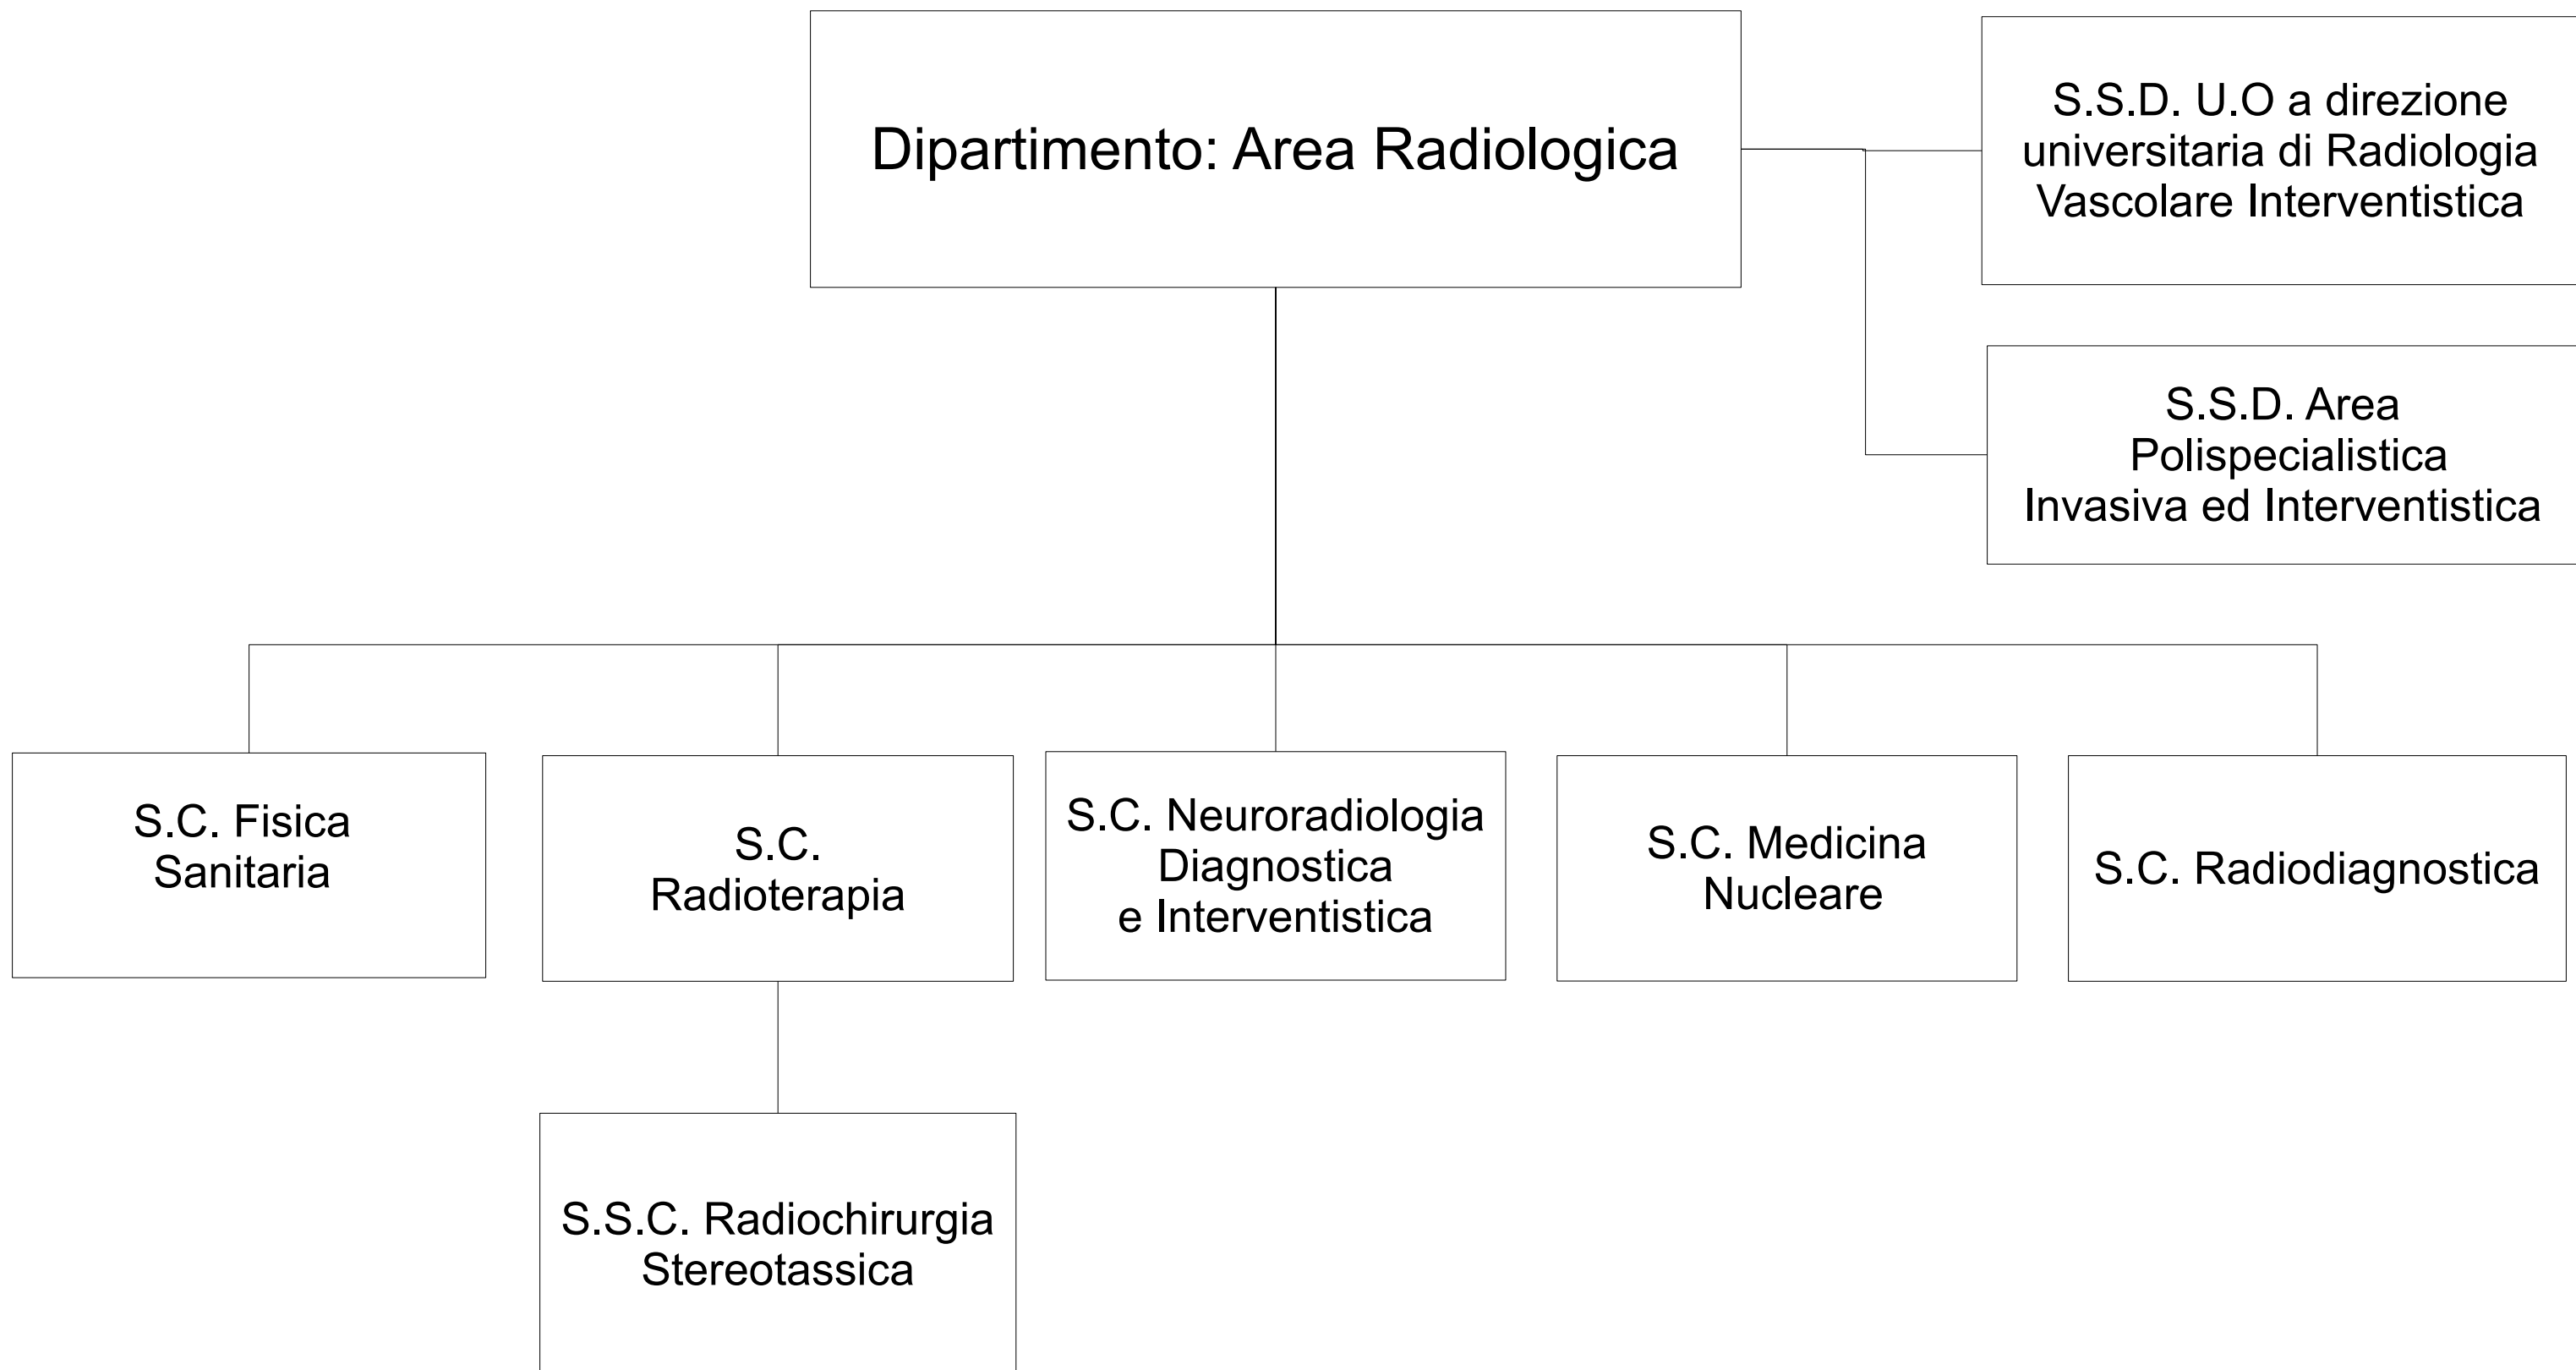 Dipartimento: Area Radiologica
S.S.D. U.O a direzione
universitaria di Radiologia
Vascolare Interventistica
S.S.D. Area
Polispecialistica
Invasiva ed Interventistica
S.C. Fisica
Sanitaria
S.C.
Radioterapia
S.C. Neuroradiologia
Diagnostica
e Interventistica
S.C. Medicina
Nucleare
S.C. Radiodiagnostica
S.S.C. Radiochirurgia
Stereotassica